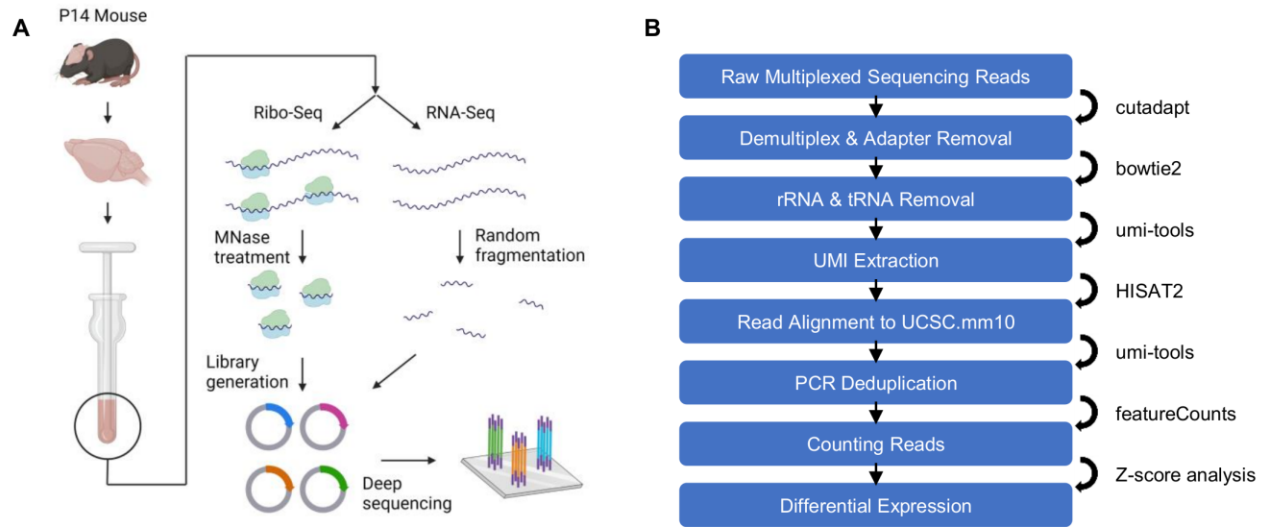 A
P14 Mouse
Ribo-Seq
RNA-Seq
MNase
treatment
Random
fragmentation
Library
generation
Deep
sequencing
B
Raw Multiplexed Sequencing Reads
cutadapt
Demultiplex & Adapter Removal
bowtie2
rRNA & tRNA Removal
umi-tools
UMI Extraction
HISAT2
Read Alignment to UCSC.mm10
umi-tools
PCR Deduplication
featureCounts
Counting Reads
Z-score analysis
Differential Expression